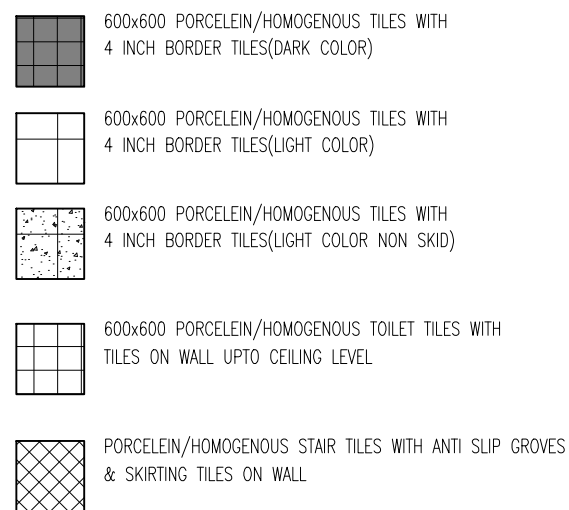 600x600 PORCELEIN/HOMOGENOUS TILES WITH
4 INCH BORDER TILES(DARK COLOR)
600x600 PORCELEIN/HOMOGENOUS TILES WITH
4 INCH BORDER TILES(LIGHT COLOR)
600x600 PORCELEIN/HOMOGENOUS TILES WITH
4 INCH BORDER TILES(LIGHT COLOR NON SKID)
600x600 PORCELEIN/HOMOGENOUS TOILET TILES WITH
TILES ON WALL UPTO CEILING LEVEL
PORCELEIN/HOMOGENOUS STAIR TILES WITH ANTI SLIP GROVES
& SKIRTING TILES ON WALL